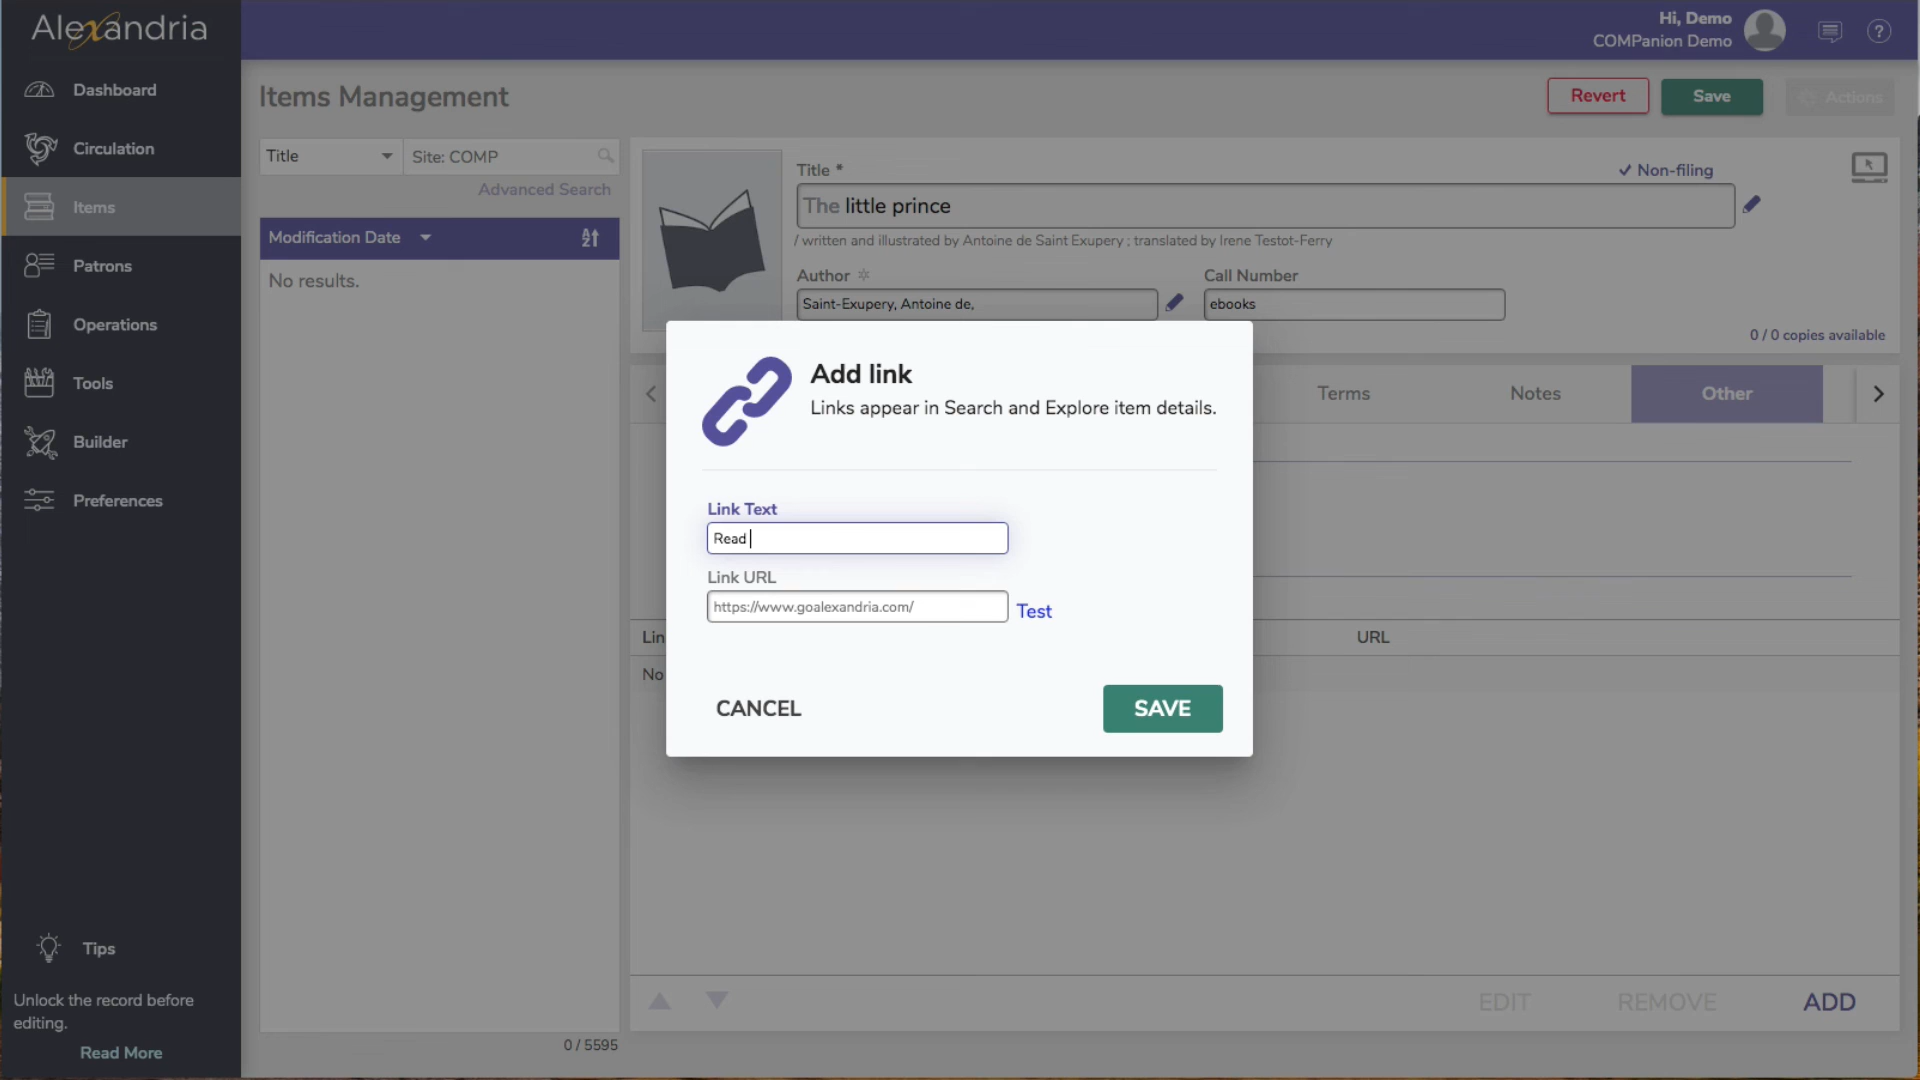 Alexandria
Hi, Demo
COMPanion Demo
Dashboard
Circulation
Items
Patrons
Operations
Tools
Builder
Preferences
Tips
Unlock the record before
editing.
Read More
Items Management
Revert
Save
Actions
Title
Site: COMP
Advanced Search
Modification Date
No results.
0 / 5595
Title *
Non-filing
The little prince
/ written and illustrated by Antoine de Saint Exupery ; translated by Irene Testot-Ferry
Author
Call Number
Saint-Exupery, Antoine de,
ebooks
0 / 0 copies available
Terms
Notes
Other
Lin
URL
No
Add link
Links appear in Search and Explore item details.
Link Text
Read
Link URL
https://www.goalexandria.com/
Test
CANCEL
SAVE
EDIT
REMOVE
ADD